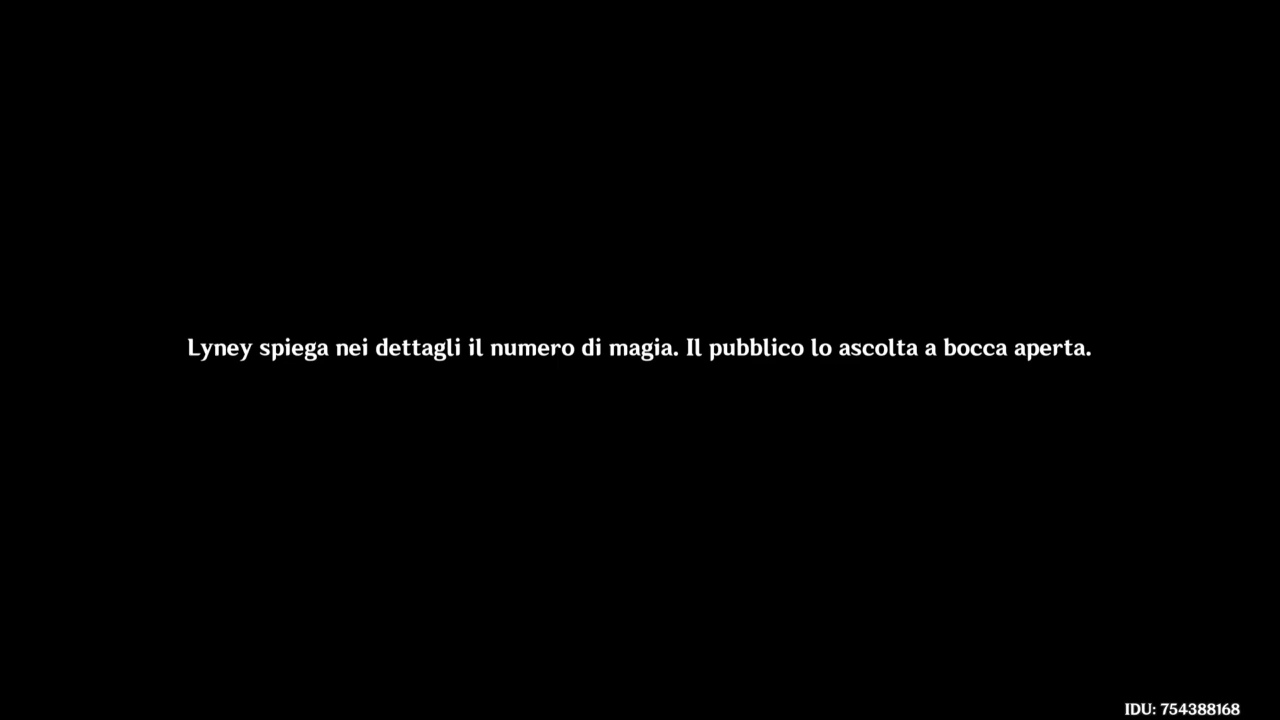 Lyney spiega nei dettagli il numero di magia. Il pubblico lo ascolta a bocca aperta.
IDU: 754388168